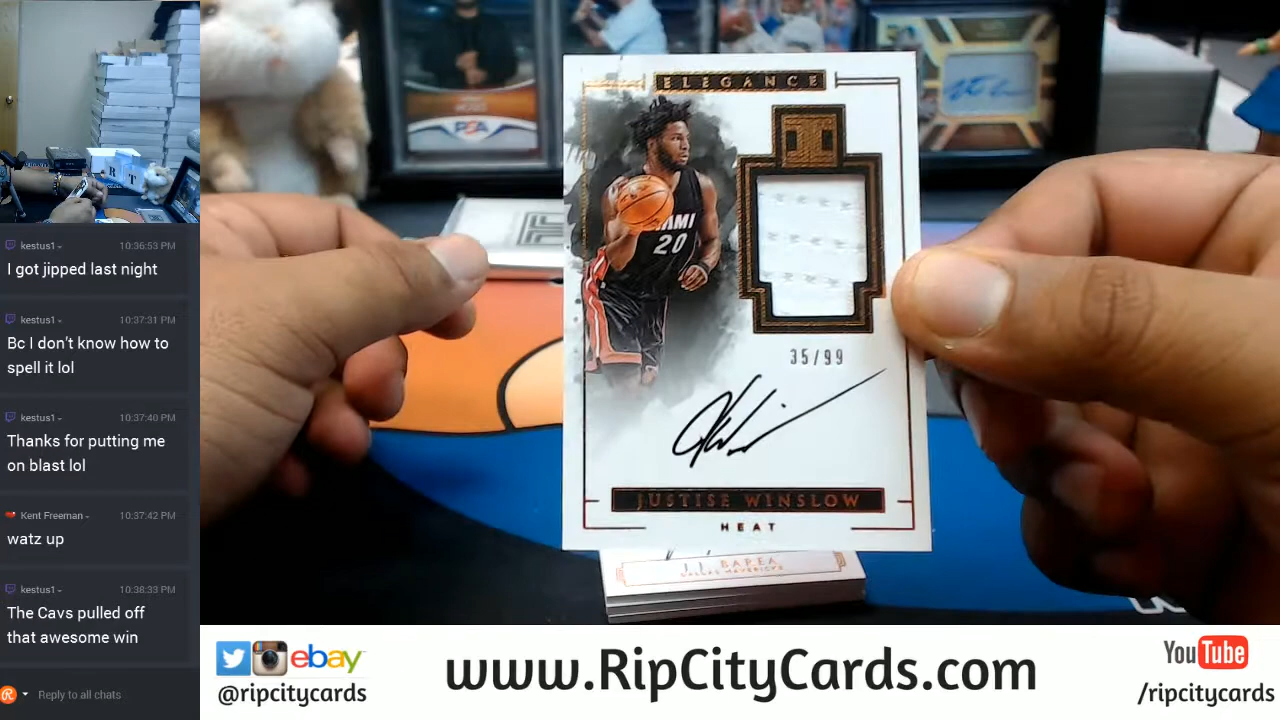 kestus1 10:36:53 PM
I got jipped last night
kestus1 10:37:31 PM
Bc I don't know how to
spell it lol
kestus1 10:37:40 PM
Thanks for putting me
on blast lol
Kent Freeman 10:37:42 PM
watz up
kestus1 10:38:33 PM
The Cavs pulled off
that awesome win
Reply to all chats
R T
PSA
ELEGANCE
MIAMI
20
35/99
JUSTISE WINSLOW
HEAT
J.J. BAREA
DALLAS MAVERICKS
ebay
@ripcitycards
www.RipCityCards.com
YouTube
/ripcitycards